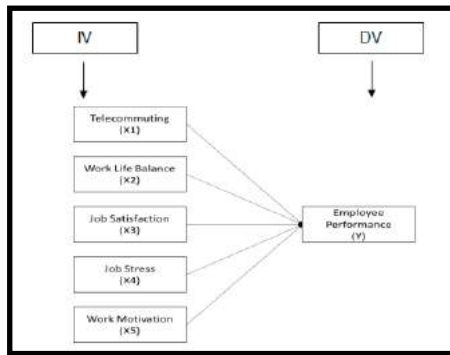 IV
DV
Telecommuting
(X1)
Work Life Balance
(X2)
Job Satisfaction
(X3)
Employee
Performance
(Y)
Job Stress
(X4)
Work Motivation
(X5)